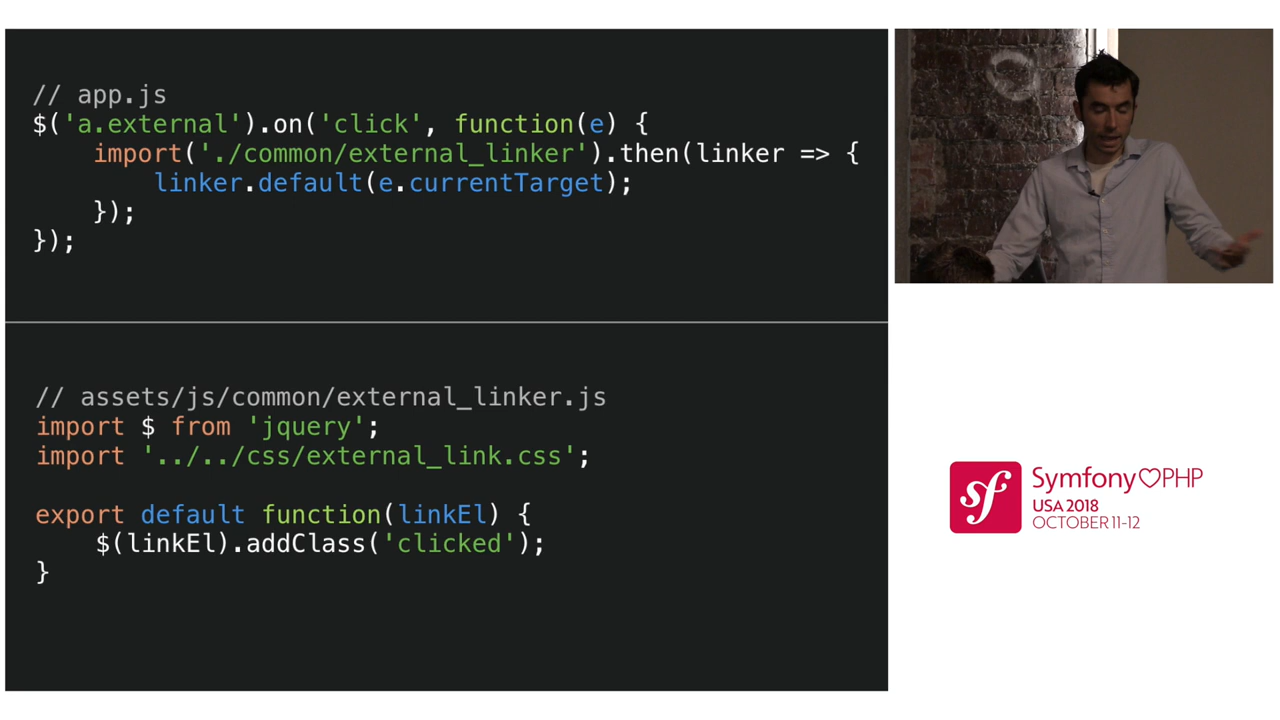 // app.js
$('a.external').on('click', function(e) {
    import('./common/external_linker').then(linker => {
        linker.default(e.currentTarget);
    });
});
// assets/js/common/external_linker.js
import $ from 'jquery';
import '../../css/external_link.css';
export default function(linkEl) {
    $(linkEl).addClass('clicked');
}
sf
Symfony♡PHP
USA 2018
OCTOBER 11-12